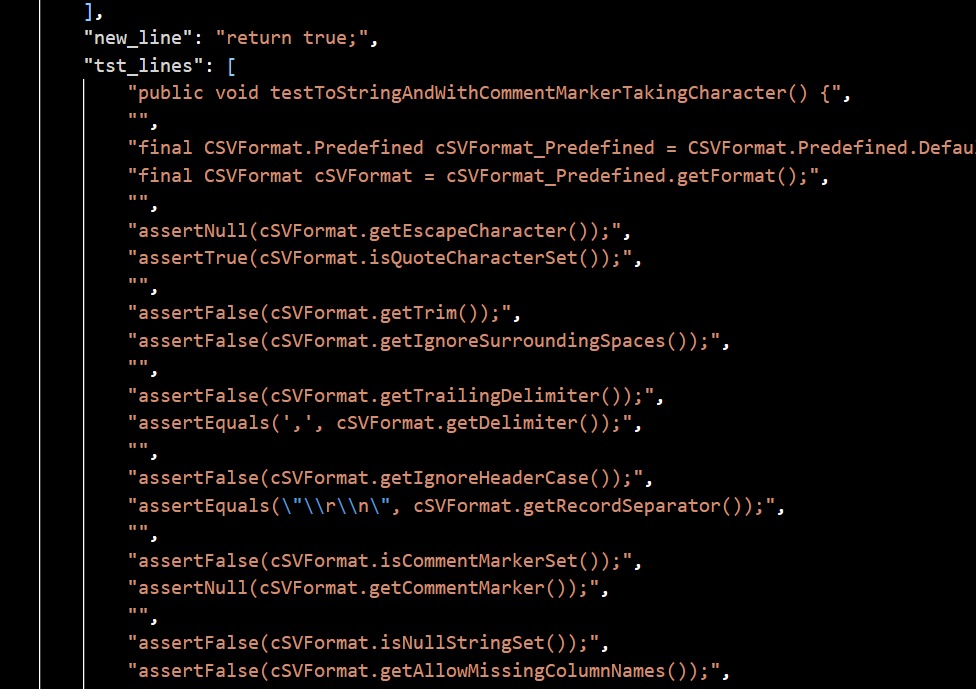 ],
"new_line": "return true;",
"tst_lines": [
"public void testToStringAndWithCommentMarkerTakingCharacter() {",
"",
"final CSVFormat.Predefined cSVFormat_Predefined = CSVFormat.Predefined.Defau
"final CSVFormat cSVFormat = cSVFormat_Predefined.getFormat();",
"",
"assertNull(cSVFormat.getEscapeCharacter());",
"assertTrue(cSVFormat.isQuoteCharacterSet());",
"",
"assertFalse(cSVFormat.getTrim());",
"assertFalse(cSVFormat.getIgnoreSurroundingSpaces());",
"",
"assertFalse(cSVFormat.getTrailingDelimiter());",
"assertEquals(',', cSVFormat.getDelimiter());",
"",
"assertFalse(cSVFormat.getIgnoreHeaderCase());",
"assertEquals(\"\\r\\n\", cSVFormat.getRecordSeparator());",
"",
"assertFalse(cSVFormat.isCommentMarkerSet());",
"assertNull(cSVFormat.getCommentMarker());",
"",
"assertFalse(cSVFormat.isNullStringSet());",
"assertFalse(cSVFormat.getAllowMissingColumnNames());",